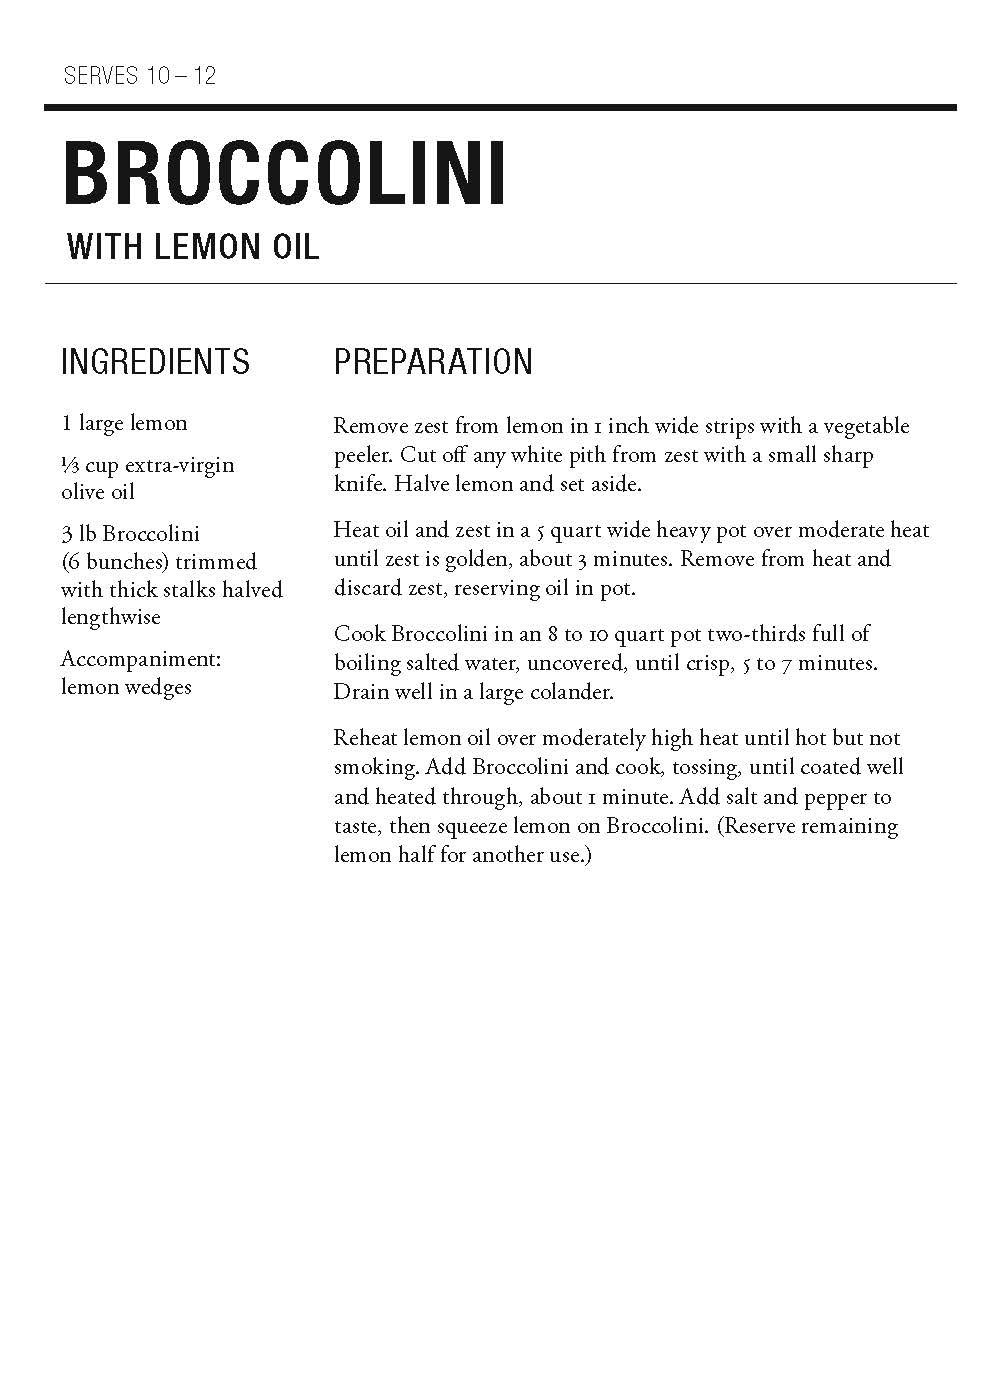 SERVES 10 – 12
BROCCOLINI
WITH LEMON OIL
INGREDIENTS
1 large lemon
⅓ cup extra-virgin
olive oil
3 lb Broccolini
(6 bunches) trimmed
with thick stalks halved
lengthwise
Accompaniment:
lemon wedges
PREPARATION
Remove zest from lemon in 1 inch wide strips with a vegetable
peeler. Cut off any white pith from zest with a small sharp
knife. Halve lemon and set aside.
Heat oil and zest in a 5 quart wide heavy pot over moderate heat
until zest is golden, about 3 minutes. Remove from heat and
discard zest, reserving oil in pot.
Cook Broccolini in an 8 to 10 quart pot two-thirds full of
boiling salted water, uncovered, until crisp, 5 to 7 minutes.
Drain well in a large colander.
Reheat lemon oil over moderately high heat until hot but not
smoking. Add Broccolini and cook, tossing, until coated well
and heated through, about 1 minute. Add salt and pepper to
taste, then squeeze lemon on Broccolini. (Reserve remaining
lemon half for another use.)